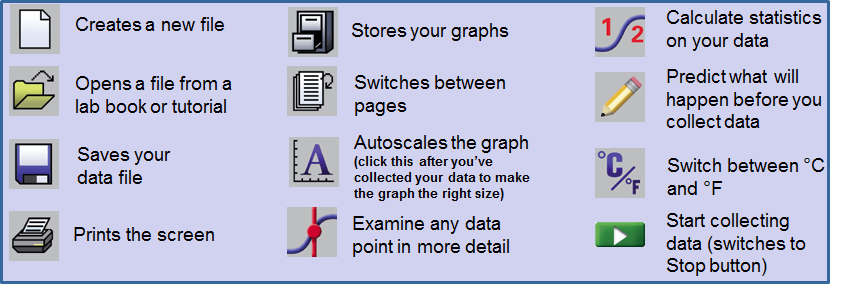 Creates a new file
Opens a file from a
lab book or tutorial
Saves your
data file
Prints the screen
Stores your graphs
Switches between
pages
A
Autoscales the graph
(click this after you've
collected your data to make
the graph the right size)
Examine any data
point in more detail
1 2
Calculate statistics
on your data
Predict what will
happen before you
collect data
°C/°F
Switch between °C
and °F
Start collecting
data (switches to
Stop button)